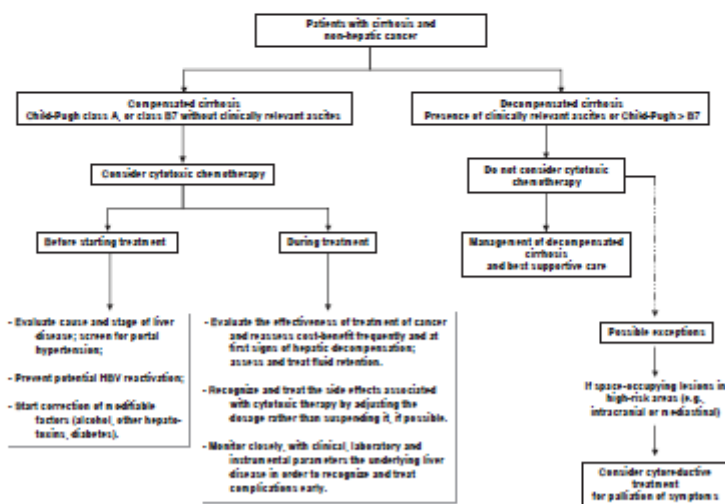 Patients with cirrhosis and
non-hepatic cancer
Compensated cirrhosis
Child-Pugh class A, or class B7 without clinically relevant ascites
Decompensated cirrhosis
Presence of clinically relevant ascites or Child-Pugh > B7
Consider cytotoxic chemotherapy
Do not consider cytotoxic
chemotherapy
Before starting treatment
During treatment
Management of decompensated
cirrhosis
and best supportive care
- Evaluate cause and stage of liver
disease; screen for portal
hypertension;
- Prevent potential HBV reactivation;
- Start correction of modifiable
factors (alcohol, other hepato-
toxins, diabetes).
- Evaluate the effectiveness of treatment of cancer
and reassess cost-benefit frequently and at
first signs of hepatic decompensation;
assess and treat fluid retention.
- Recognize and treat the side effects associated
with cytotoxic therapy by adjusting the
dosage rather than suspending it, if possible.
- Monitor closely, with clinical, laboratory and
instrumental parameters the underlying liver
disease in order to recognize and treat
complications early.
Possible exceptions
If space-occupying lesions in
high-risk areas (e.g.,
intracranial or mediastinal)
Consider cytoreductive
treatment
for palliation of symptoms